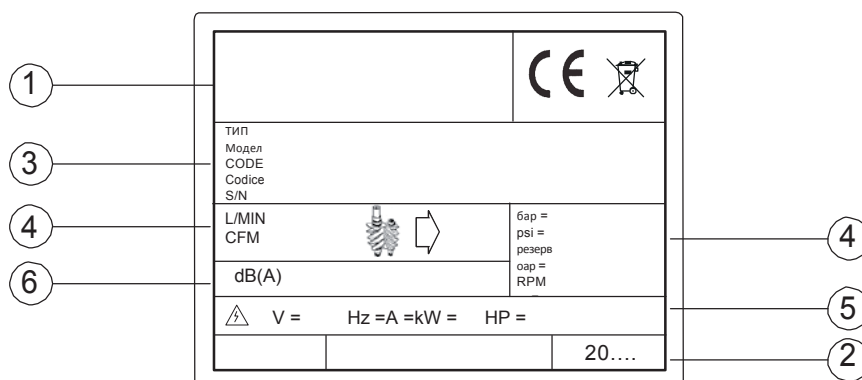 1
CE
ТИП
Модел
CODE
Codice
S/N
3
L/MIN
CFM
4
бар =
psi =
резерв
оар =
RPM
=
4
dB(A)
6
V = Hz =A =kW = HP =
5
20....
2